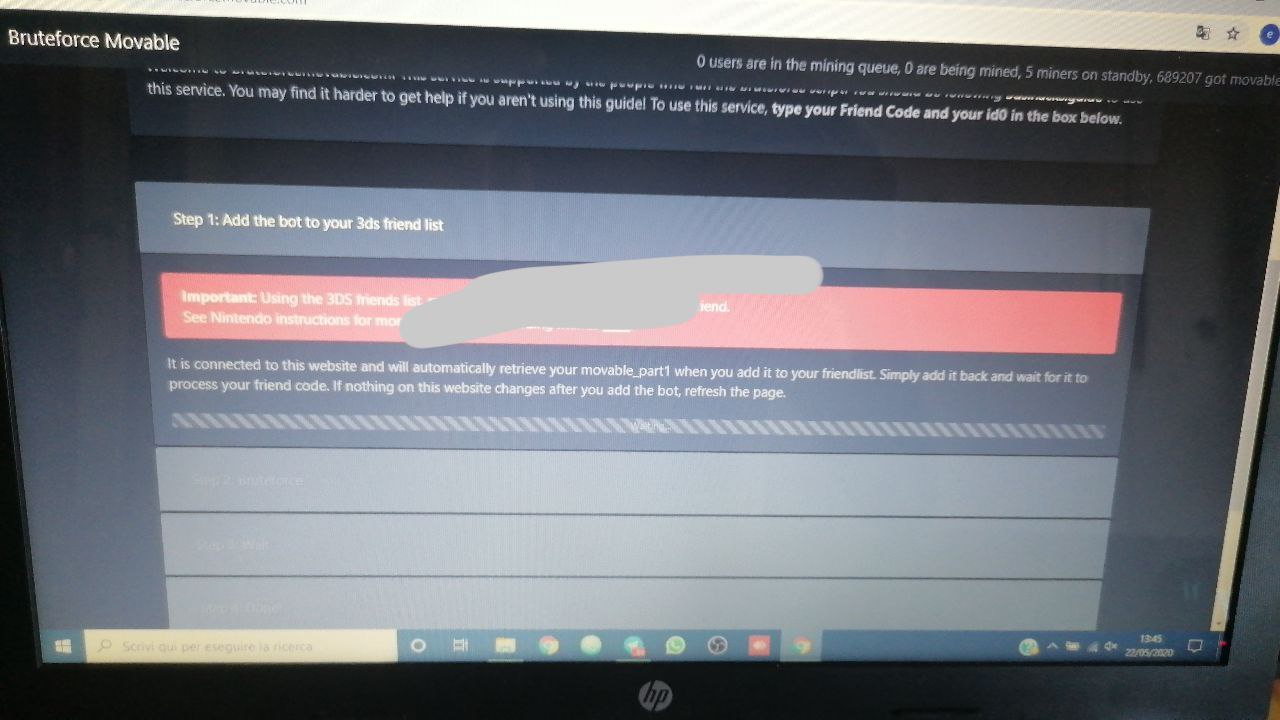 Bruteforce Movable
0 users are in the mining queue, 0 are being mined, 5 miners on standby, 689207 got movable
this service. You may find it harder to get help if you aren't using this guide! To use this service, type your Friend Code and your id0 in the box below.
Step 1: Add the bot to your 3ds friend list
Important: Using the 3DS friends list
iend.
See Nintendo instructions for mor
It is connected to this website and will automatically retrieve your movable_part1 when you add it to your friendlist. Simply add it back and wait for it to
process your friend code. If nothing on this website changes after you add the bot, refresh the page.
Waiting...
Step 2: Bruteforce
Step 3: Wait
Step 4: Done
Scrivi qui per eseguire la ricerca
13:45
22/05/2020
hp